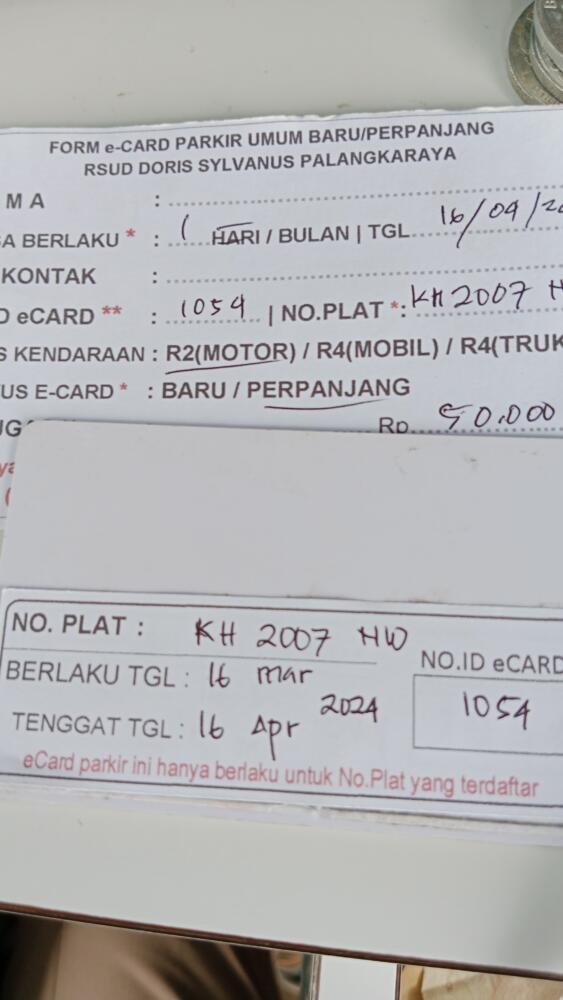 FORM e-CARD PARKIR UMUM BARU/PERPANJANG
RSUD DORIS SYLVANUS PALANGKARAYA
M A :
A BERLAKU * : 1 HARI / BULAN | TGL 16/04/
KONTAK :
D eCARD ** : 1054 | NO.PLAT *: KH 2007 H
S KENDARAAN : R2(MOTOR) / R4(MOBIL) / R4(TRUK
US E-CARD * : BARU / PERPANJANG
Rp. 50.000
NO. PLAT : KH 2007 HW
BERLAKU TGL : 16 mar
2024
TENGGAT TGL : 16 Apr
NO.ID eCARD
1054
eCard parkir ini hanya berlaku untuk No.Plat yang terdaftar